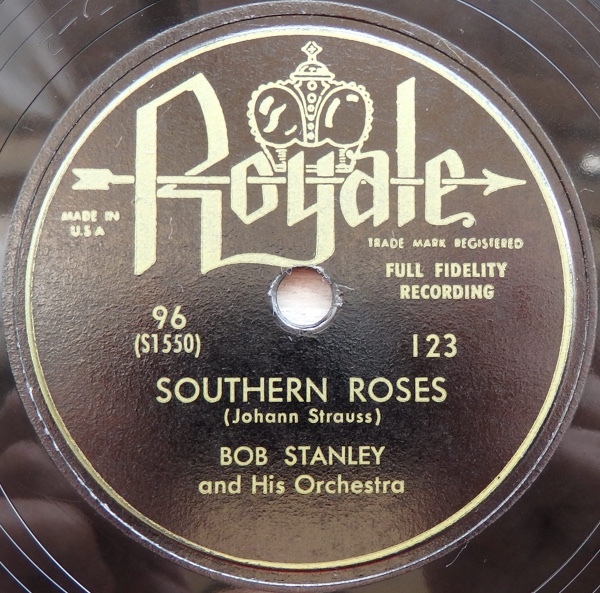 Royale
MADE IN
U.S.A
TRADE MARK REGISTERED
FULL FIDELITY
RECORDING
96
(S1550)
123
SOUTHERN ROSES
(Johann Strauss)
BOB STANLEY
and His Orchestra